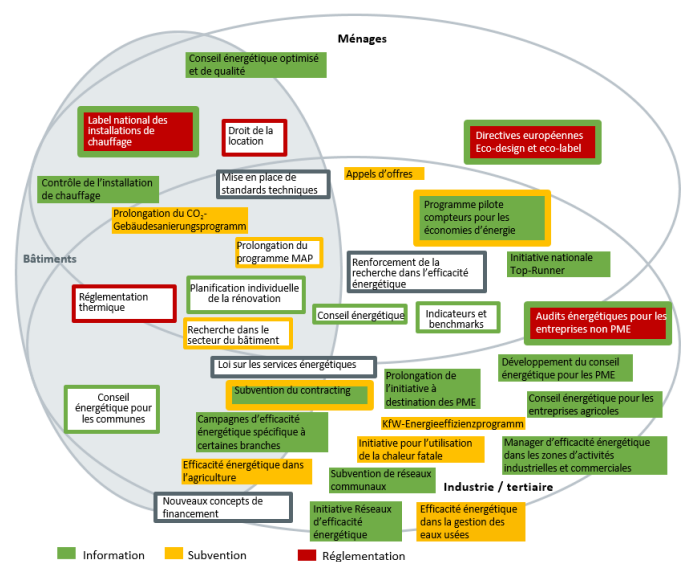 Ménages
Conseil énergétique optimisé
et de qualité
Label national des
installations de
chauffage
Droit de la
location
Directives européennes
Eco-design et eco-label
Contrôle de l'installation
de chauffage
Mise en place de
standards techniques
Appels d'offres
Prolongation du CO₂-
Gebäudesanierungsprogramm
Programme pilote
compteurs pour les
économies d'énergie
Bâtiments
Prolongation du
programme MAP
Renforcement de la
recherche dans l'efficacité
énergétique
Initiative nationale
Top-Runner
Réglementation
thermique
Planification individuelle
de la rénovation
Conseil énergétique
Indicateurs et
benchmarks
Audits énergétiques pour les
entreprises non PME
Recherche dans le
secteur du bâtiment
Loi sur les services énergétiques
Développement du conseil
énergétique pour les PME
Subvention du contracting
Prolongation de
l'initiative à
destination des PME
Conseil énergétique pour les
entreprises agricoles
Conseil
énergétique pour
les communes
Campagnes d'efficacité
énergétique spécifique à
certaines branches
KfW-Energieeffizienzprogramm
Initiative pour l'utilisation
de la chaleur fatale
Manager d'efficacité énergétique
dans les zones d'activités
industrielles et commerciales
Efficacité énergétique dans
l'agriculture
Subvention de réseaux
communaux
Industrie / tertiaire
Nouveaux concepts de
financement
Initiative Réseaux
d'efficacité
énergétique
Efficacité énergétique
dans la gestion des
eaux usées
Information
Subvention
Réglementation